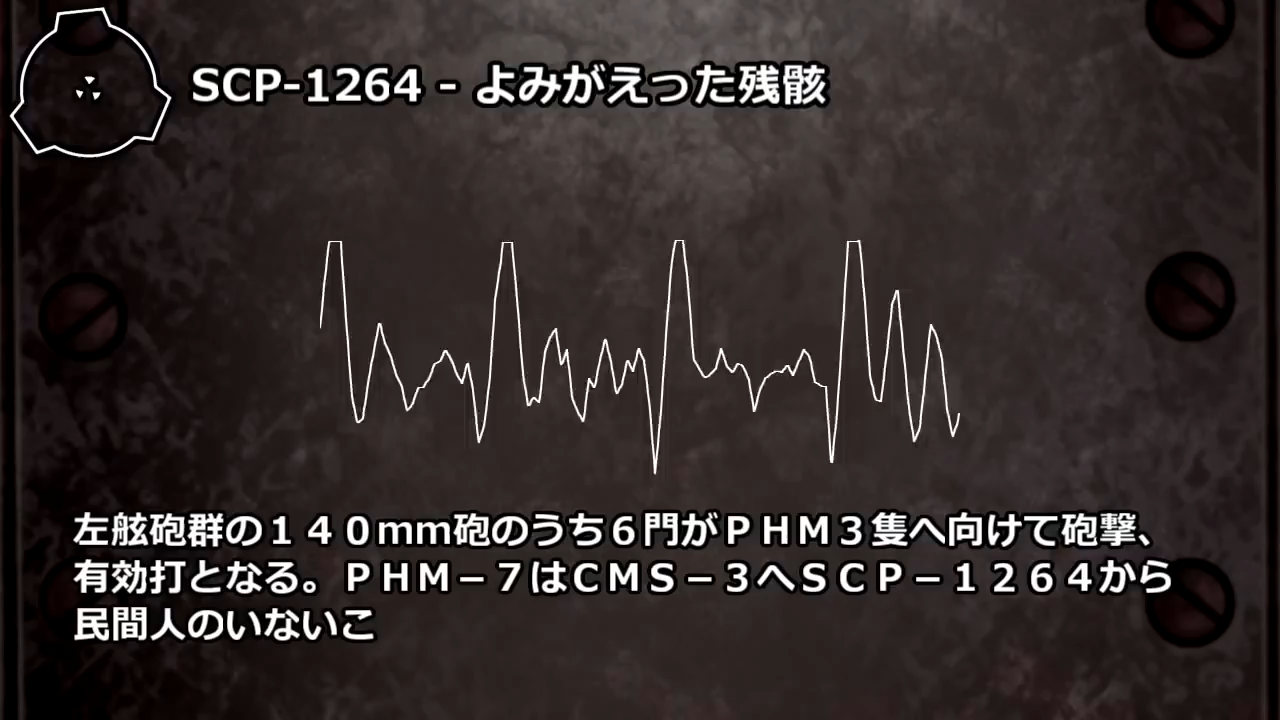 SCP-1264 - よみがえった残骸
左舷砲群の１４０mm砲のうち６門がＰＨＭ３隻へ向けて砲撃、
有効打となる。ＰＨＭ－７はＣＭＳ－３へＳＣＰ－１２６４から
民間人のいないこ